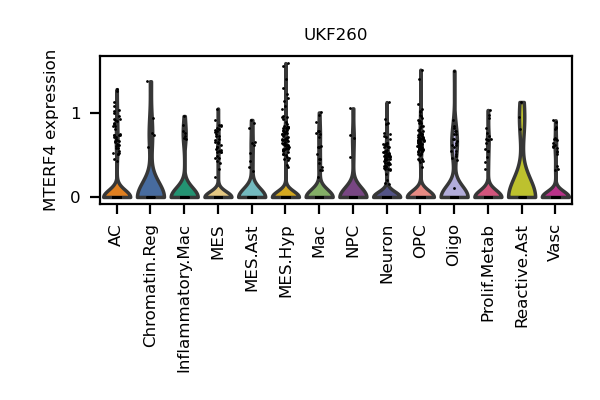 UKF260
MTERF4 expression
1
0
AC
Chromatin.Reg
Inflammatory.Mac
MES
MES.Ast
MES.Hyp
Mac
NPC
Neuron
OPC
Oligo
Prolif.Metab
Reactive.Ast
Vasc